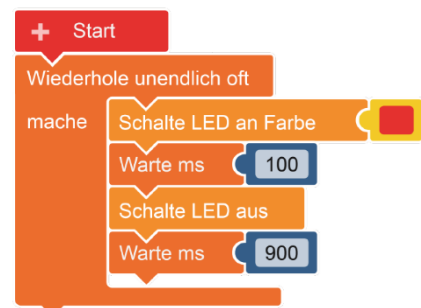 + Start
Wiederhole unendlich oft
mache Schalte LED an Farbe
Warte ms 100
Schalte LED aus
Warte ms 900